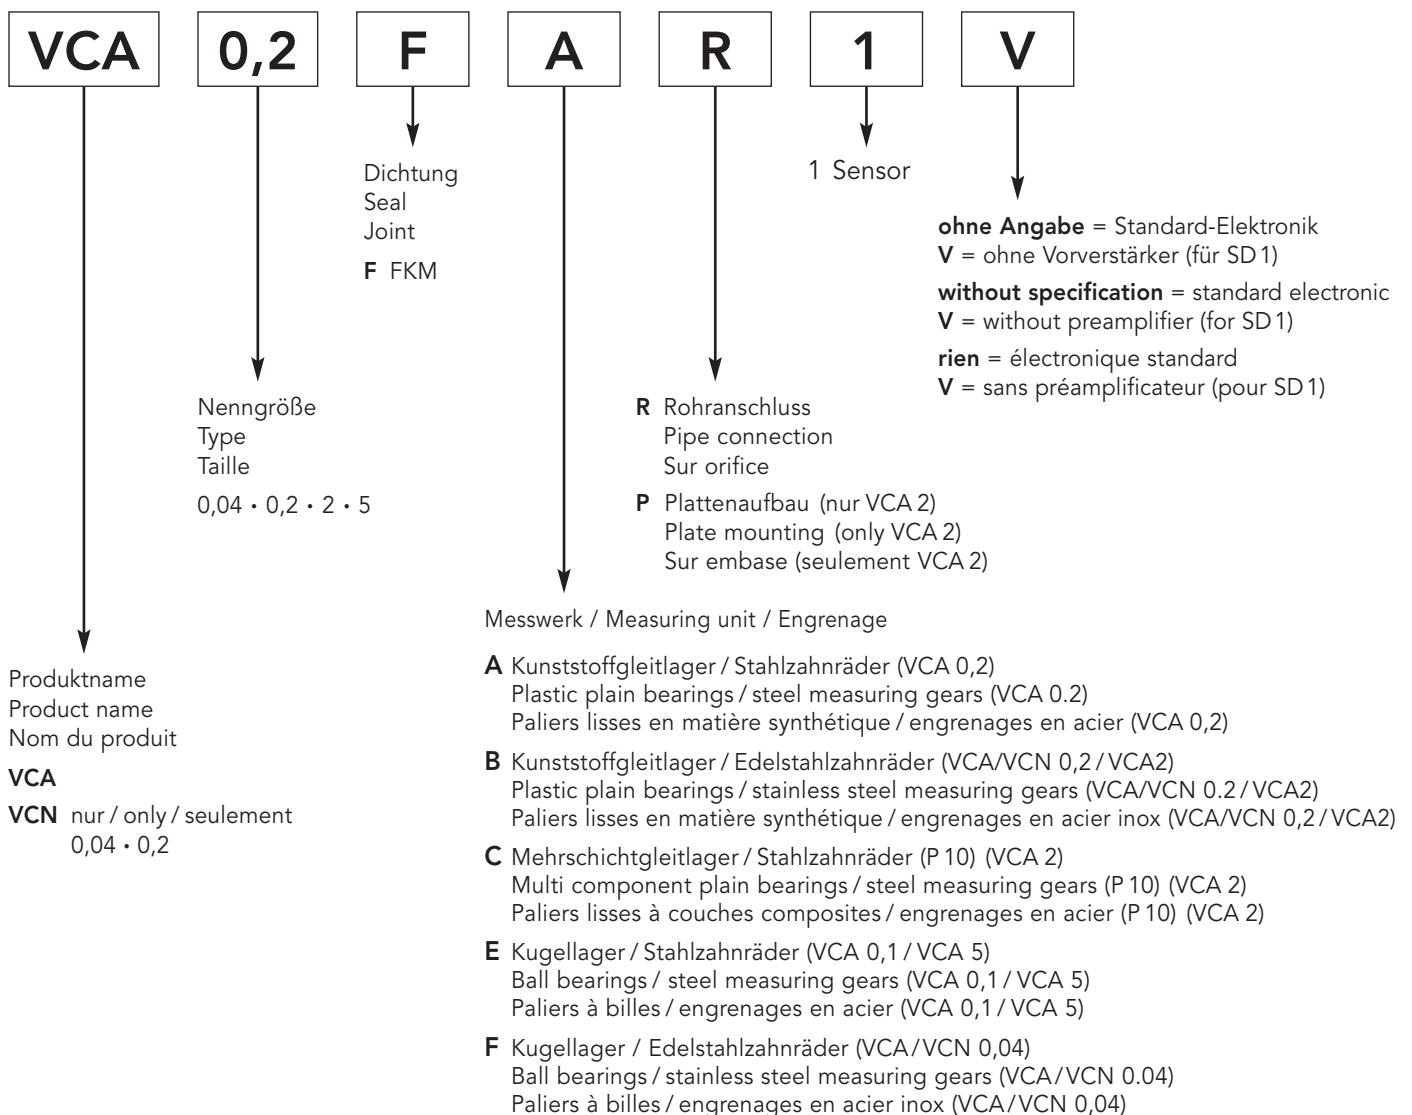 VCA 0,2 F A R 1 V
Dichtung
Seal
Joint
F FKM
1 Sensor
ohne Angabe = Standard-Elektronik
V = ohne Vorverstärker (für SD 1)
without specification = standard electronic
V = without preamplifier (for SD 1)
rien = électronique standard
V = sans préamplificateur (pour SD 1)
Nenngröße
Type
Taille
0,04 · 0,2 · 2 · 5
R Rohranschluss
Pipe connection
Sur orifice
P Plattenaufbau (nur VCA 2)
Plate mounting (only VCA 2)
Sur embase (seulement VCA 2)
Messwerk / Measuring unit / Engrenage
A Kunststoffgleitlager / Stahlzahnräder (VCA 0,2)
Plastic plain bearings / steel measuring gears (VCA 0.2)
Paliers lisses en matière synthétique / engrenages en acier (VCA 0,2)
B Kunststoffgleitlager / Edelstahlzahnräder (VCA/VCN 0,2 / VCA2)
Plastic plain bearings / stainless steel measuring gears (VCA/VCN 0.2 / VCA2)
Paliers lisses en matière synthétique / engrenages en acier inox (VCA/VCN 0,2 / VCA2)
C Mehrschichtgleitlager / Stahlzahnräder (P 10) (VCA 2)
Multi component plain bearings / steel measuring gears (P 10) (VCA 2)
Paliers lisses à couches composites / engrenages en acier (P 10) (VCA 2)
E Kugellager / Stahlzahnräder (VCA 0,1 / VCA 5)
Ball bearings / steel measuring gears (VCA 0,1 / VCA 5)
Paliers à billes / engrenages en acier (VCA 0,1 / VCA 5)
F Kugellager / Edelstahlzahnräder (VCA/VCN 0,04)
Ball bearings / stainless steel measuring gears (VCA/VCN 0.04)
Paliers à billes / engrenages en acier inox (VCA/VCN 0,04)
Produktname
Product name
Nom du produit
VCA
VCN nur / only / seulement
0,04 · 0,2